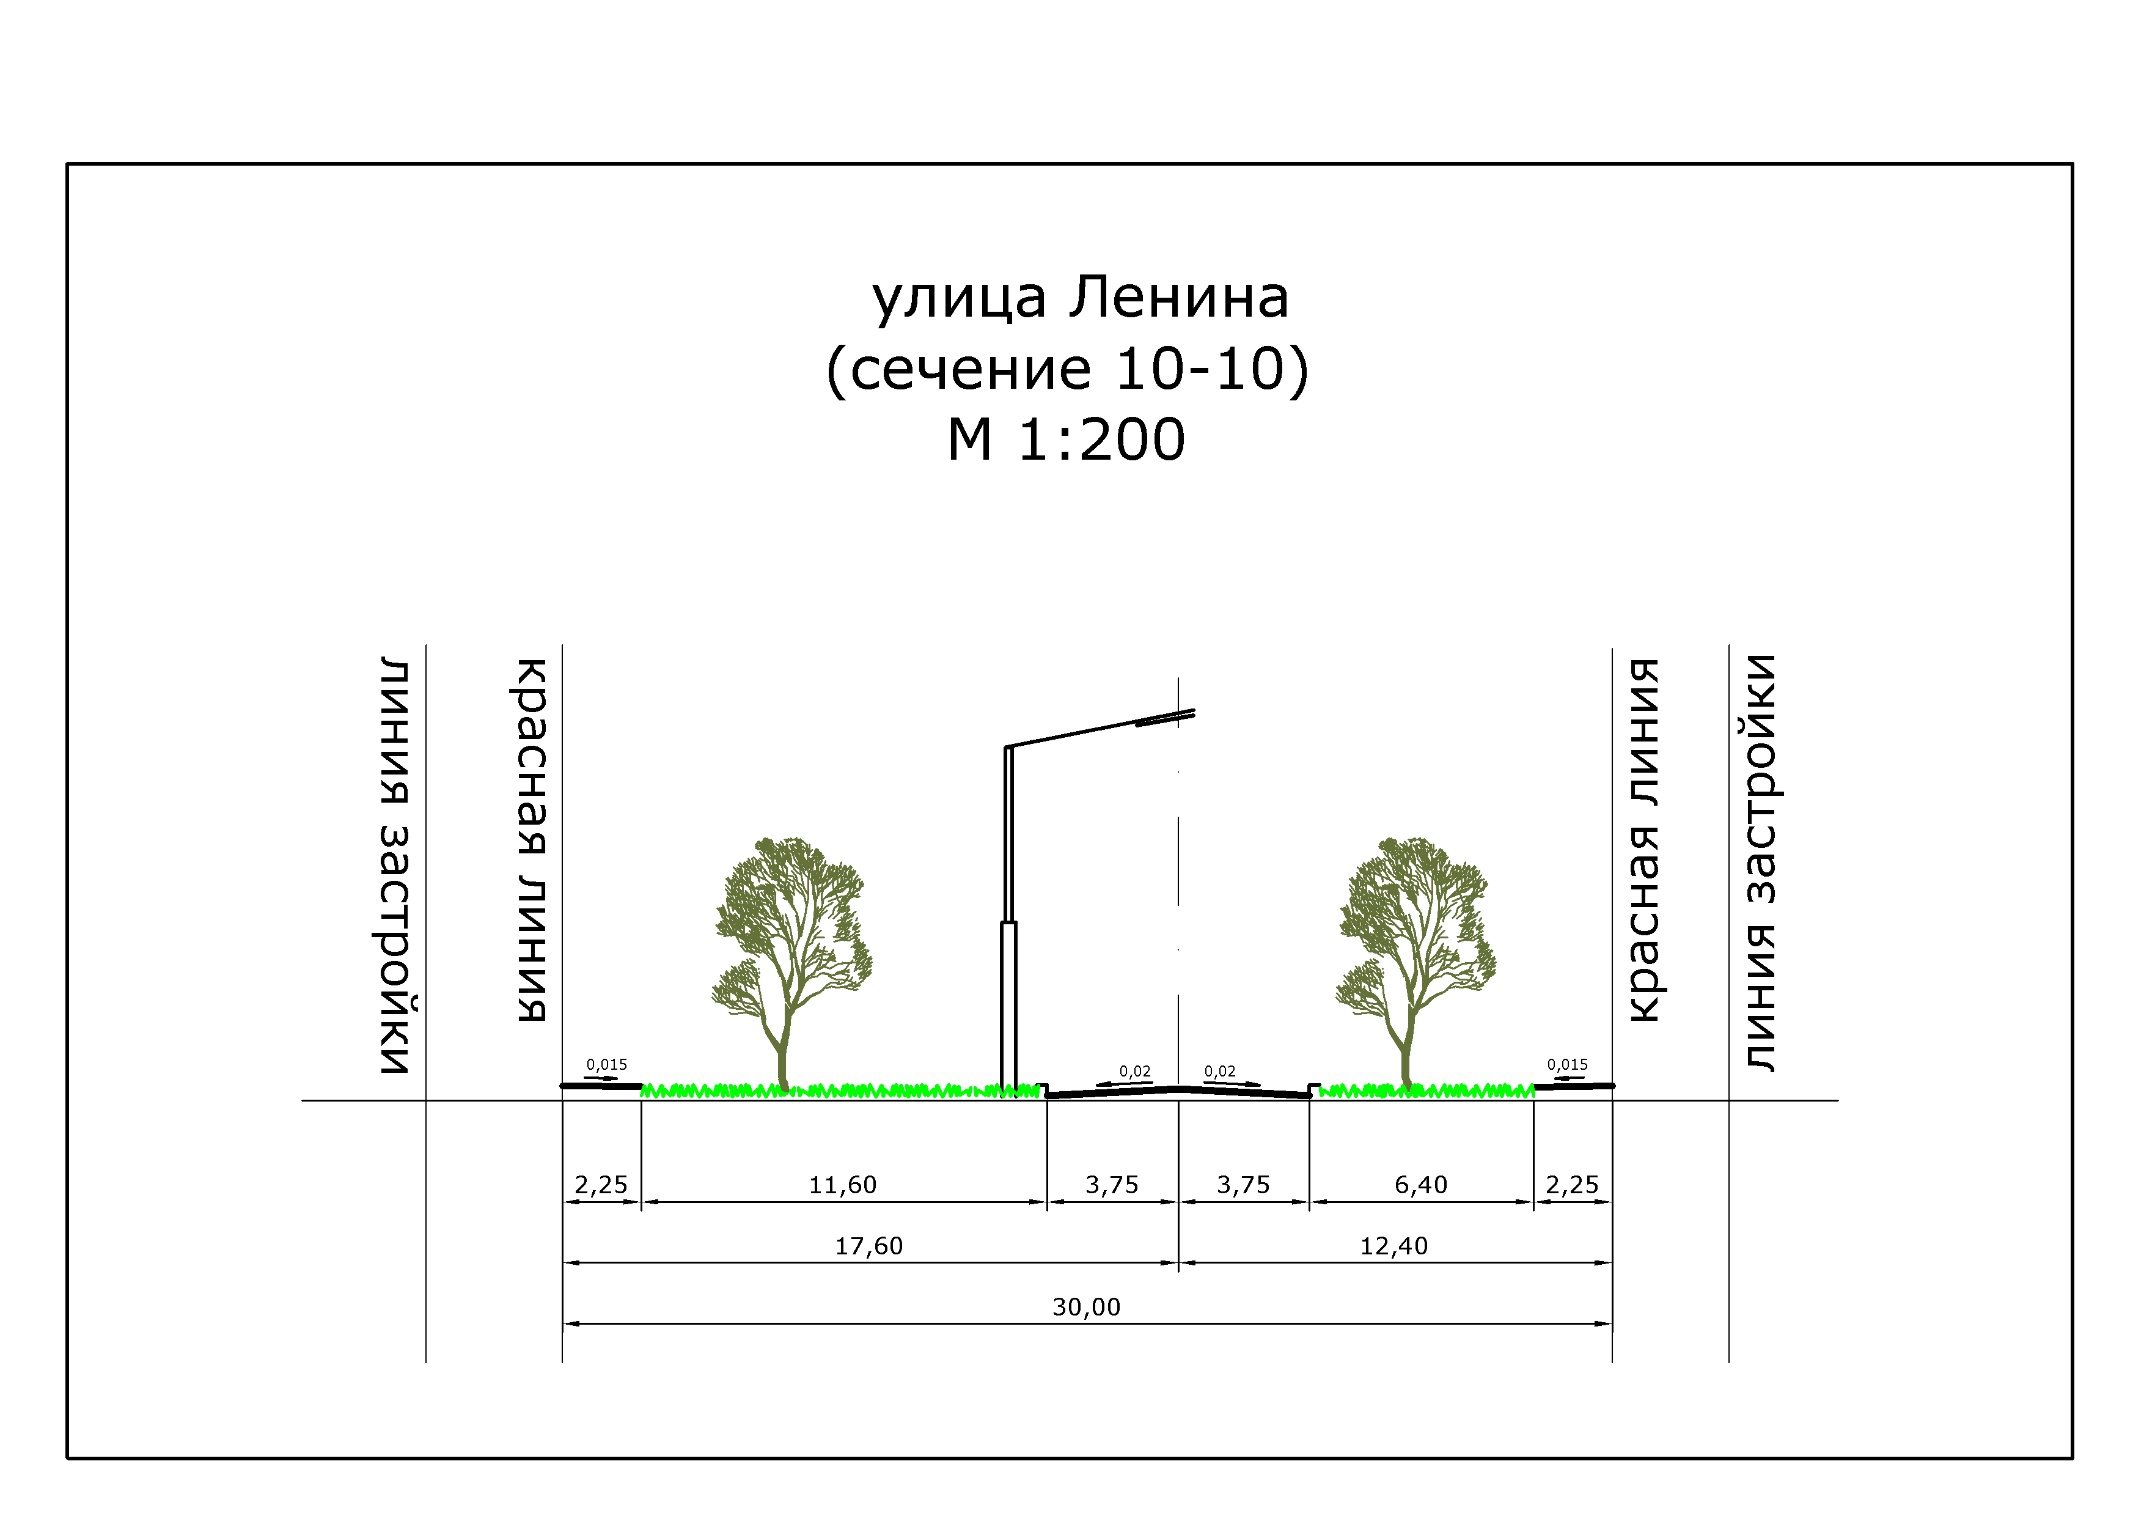 улица Ленина
(сечение 10-10)
М 1:200
линия застройки
красная линия
красная линия
линия застройки
0,015
0,02
0,02
0,015
2,25
11,60
3,75
3,75
6,40
2,25
17,60
12,40
30,00